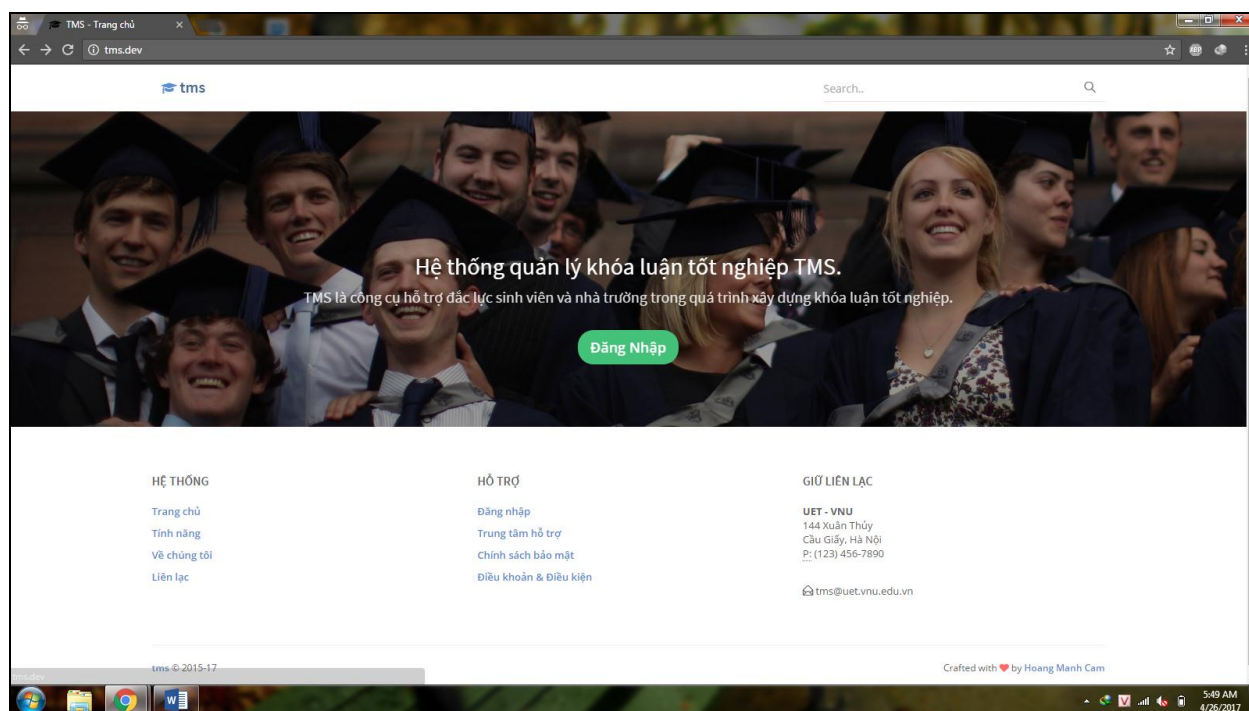 TMS - Trang chủ
tms.dev
tms
Search..
Hệ thống quản lý khóa luận tốt nghiệp TMS.
TMS là công cụ hỗ trợ đắc lực sinh viên và nhà trường trong quá trình xây dựng khóa luận tốt nghiệp.
Đăng Nhập
HỆ THỐNG
Trang chủ
Tính năng
Về chúng tôi
Liên lạc
HỖ TRỢ
Đăng nhập
Trung tâm hỗ trợ
Chính sách bảo mật
Điều khoản & Điều kiện
GIỮ LIÊN LẠC
UET - VNU
144 Xuân Thủy
Cầu Giấy, Hà Nội
P: (123) 456-7890
tms@uet.vnu.edu.vn
tms © 2015-17
Crafted with ❤ by Hoang Manh Cam
tms.dev
5:49 AM
4/26/2017